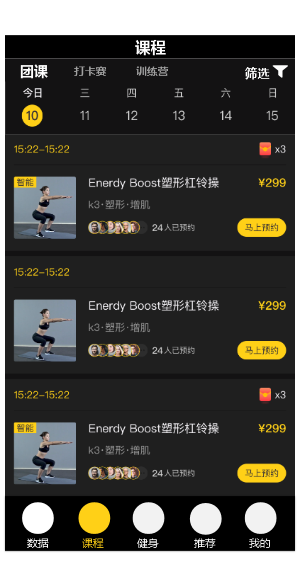 课程
团课 打卡赛 训练营 筛选
今日 三 四 五 六 日
10 11 12 13 14 15
15:22-15:22 x3
智能
Enerdy Boost塑形杠铃操 ¥299
k3·塑形·增肌
24人已预约 马上预约
15:22-15:22
Enerdy Boost塑形杠铃操 ¥299
k3·塑形·增肌
24人已预约 马上预约
15:22-15:22 x3
智能
Enerdy Boost塑形杠铃操 ¥299
k3·塑形·增肌
24人已预约 马上预约
数据 课程 健身 推荐 我的